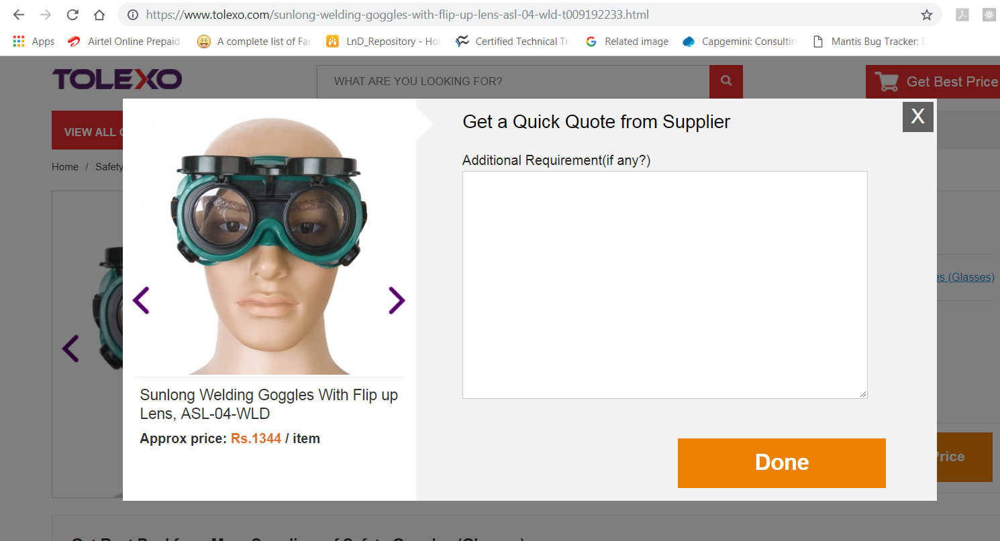 https://www.tolexo.com/sunlong-welding-goggles-with-flip-up-lens-asl-04-wld-t009192233.html
Apps Airtel Online Prepaid A complete list of Fac LnD_Repository - Hor Certified Technical Tr Related image Capgemini: Consultin Mantis Bug Tracker:
TOLEXO
WHAT ARE YOU LOOKING FOR?
Get Best Price
VIEW ALL
Home / Safety
Get a Quick Quote from Supplier
X
Additional Requirement(if any?)
es (Glasses)
Sunlong Welding Goggles With Flip up
Lens, ASL-04-WLD
Approx price: Rs.1344 / item
Done
Price